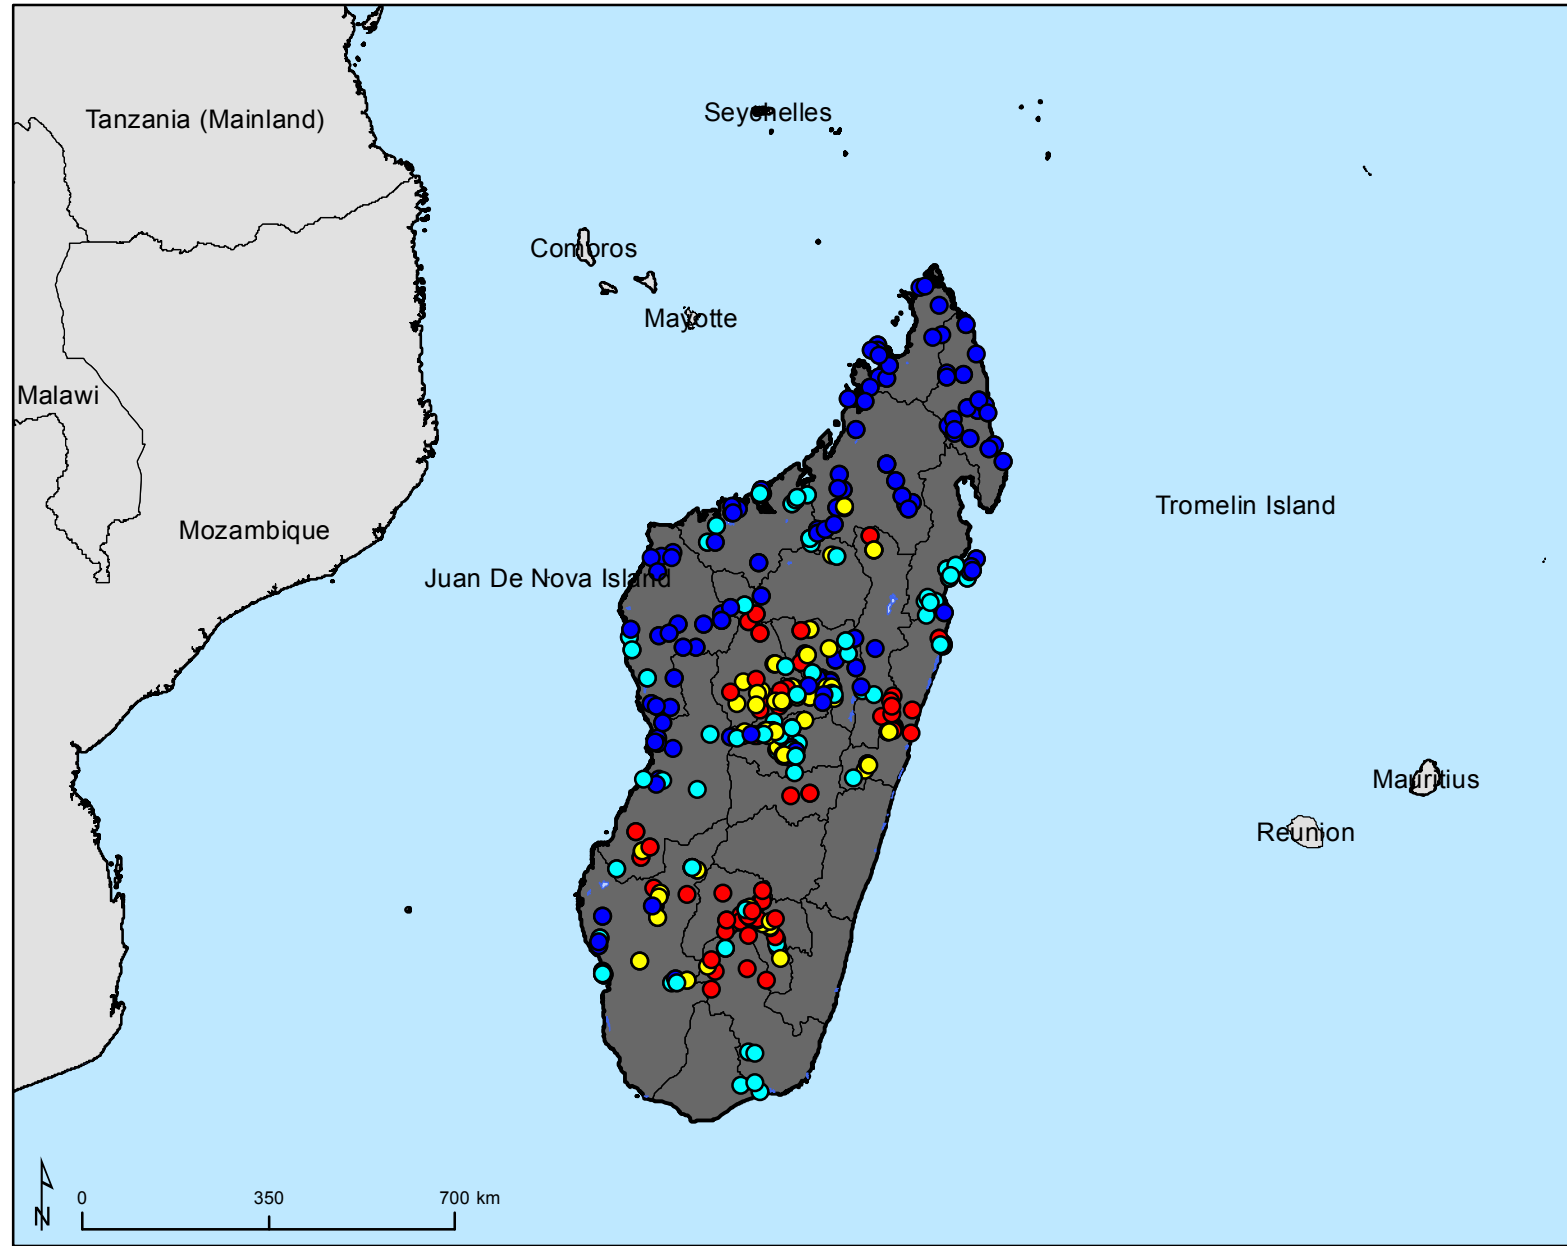 Seychelles
Tanzania (Mainland)
Comoros
Mayotte
Malawi
Tromelin Island
Mozambique
Juan De Nova Island
Mauritius
Reunion
N
0 350 700 km